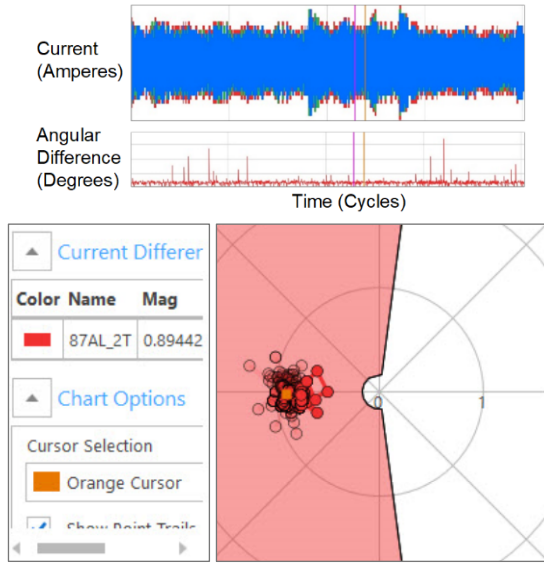 Current
(Amperes)
Angular
Difference
(Degrees)
Time (Cycles)
Current Differer
Color Name Mag
87AL_2T 0.89442
Chart Options
Cursor Selection
Orange Cursor
Show Point Trails
0 1